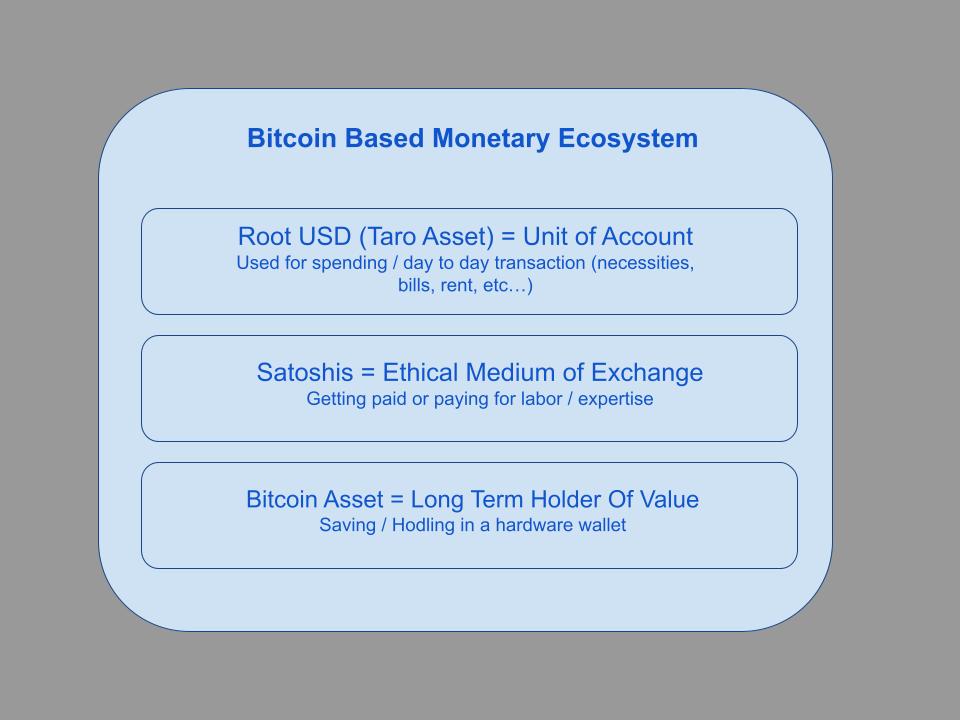 Bitcoin Based Monetary Ecosystem
Root USD (Taro Asset) = Unit of Account
Used for spending / day to day transaction (necessities,
bills, rent, etc…)
Satoshis = Ethical Medium of Exchange
Getting paid or paying for labor / expertise
Bitcoin Asset = Long Term Holder Of Value
Saving / Hodling in a hardware wallet